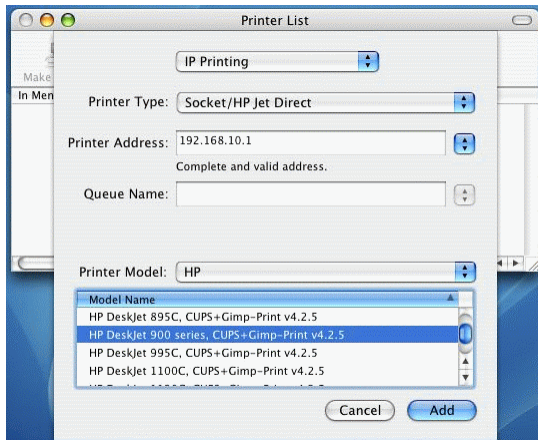 Printer List
IP Printing
Make
In Men
Printer Type: Socket/HP Jet Direct
Printer Address: 192.168.10.1
Complete and valid address.
Queue Name:
Printer Model: HP
Model Name
HP DeskJet 895C, CUPS+Gimp-Print v4.2.5
HP DeskJet 900 series, CUPS+Gimp-Print v4.2.5
HP DeskJet 995C, CUPS+Gimp-Print v4.2.5
HP DeskJet 1100C, CUPS+Gimp-Print v4.2.5
Cancel Add